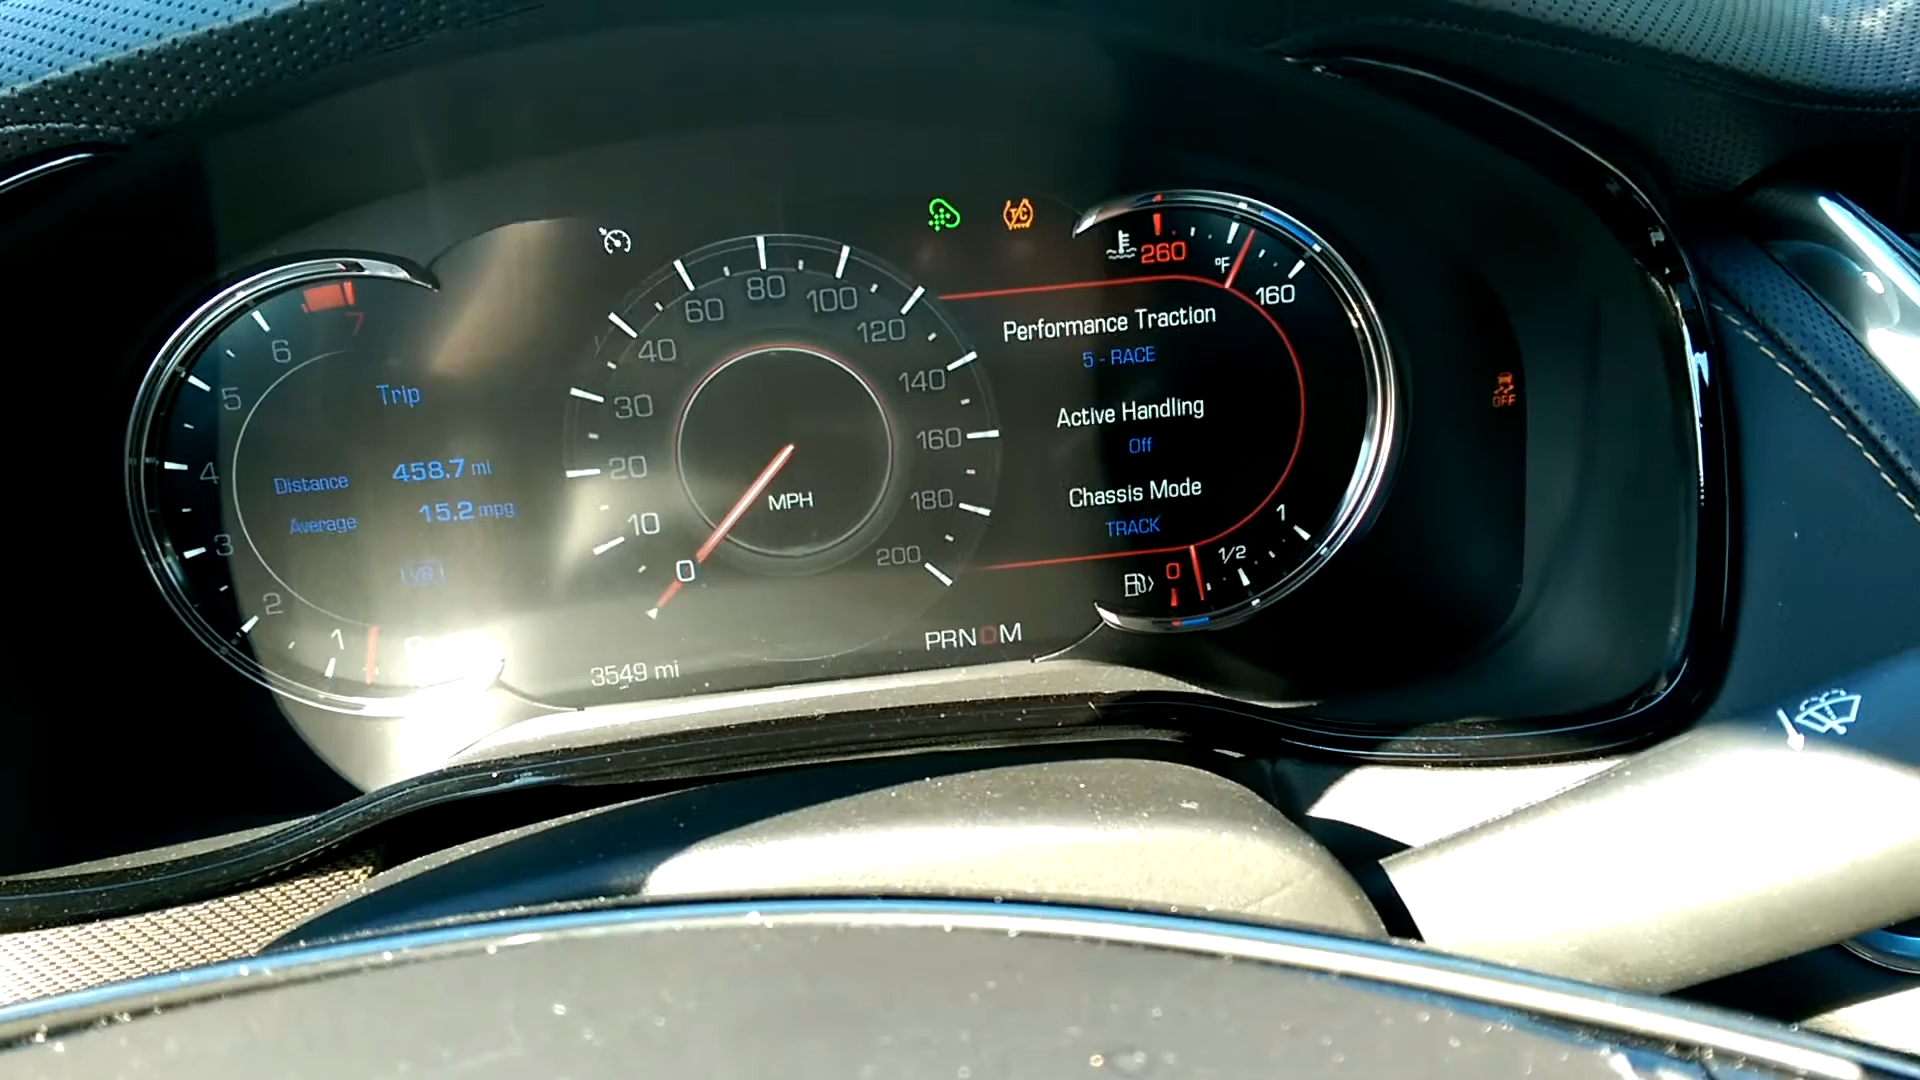 7
6
5
4
3
2
1
Trip
Distance 458.7 mi
Average 15.2 mpg
V8
0
10
20
30
40
60
80
100
120
140
160
180
200
MPH
3549 mi
PRNDM
T/C
260
°F
160
Performance Traction
5 - RACE
Active Handling
Off
Chassis Mode
TRACK
0
1/2
1
OFF